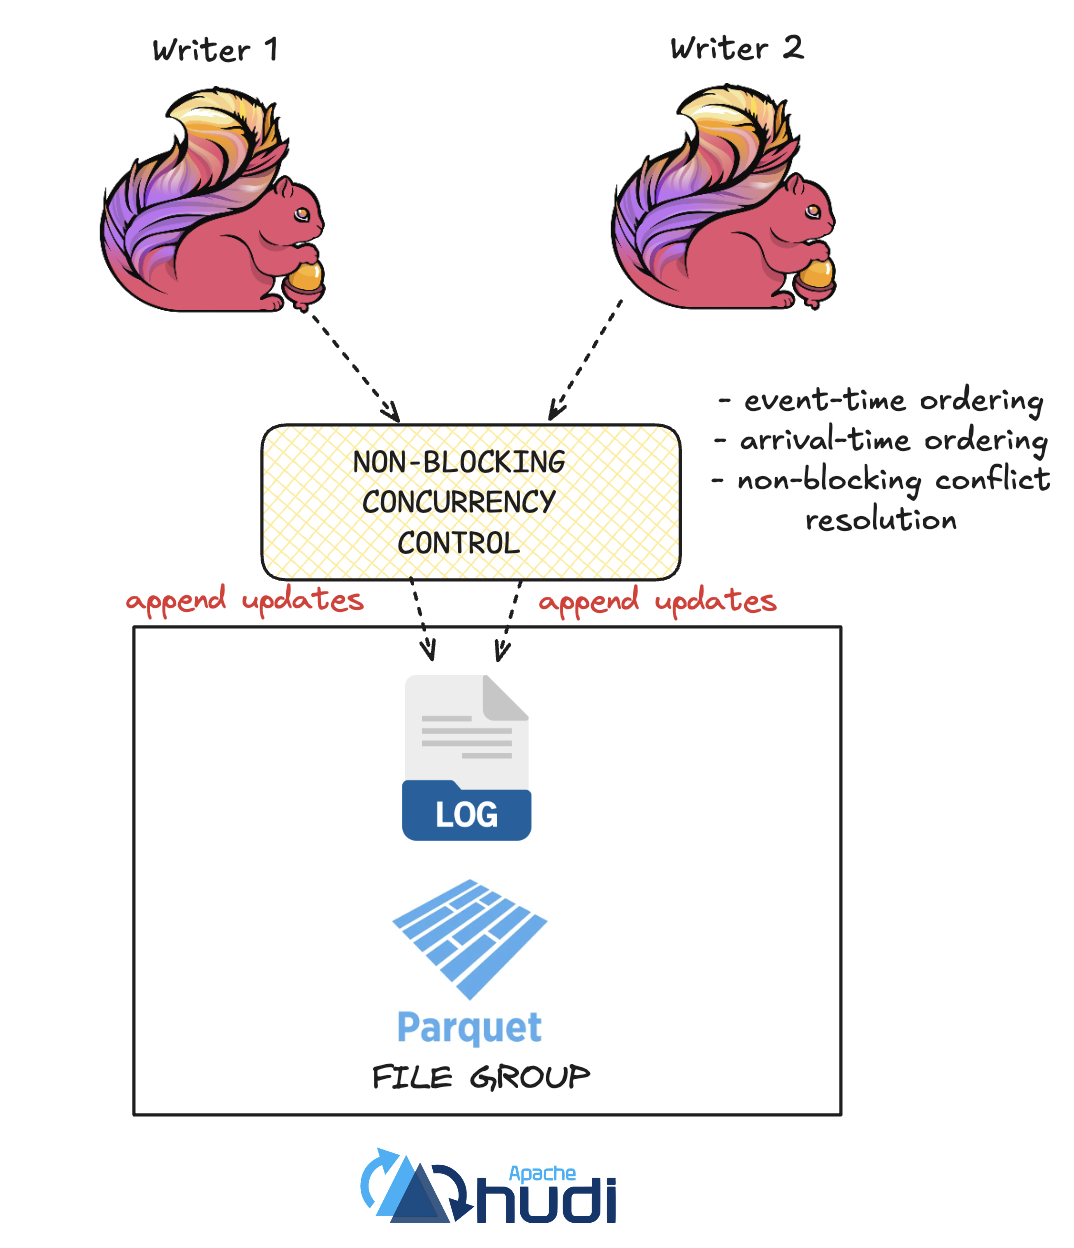 Writer 1
Writer 2
NON-BLOCKING
CONCURRENCY
CONTROL
- event-time ordering
- arrival-time ordering
- non-blocking conflict
resolution
append updates
append updates
LOG
Parquet
FILE GROUP
Apache
hudi